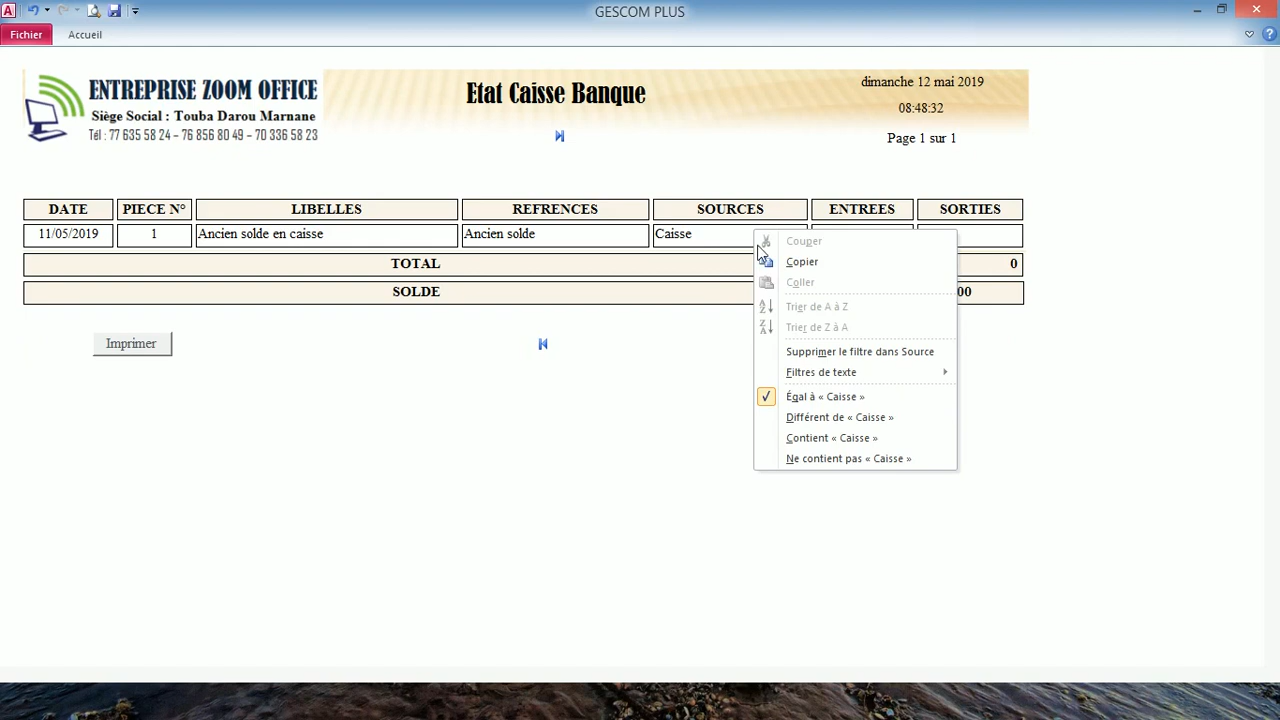 GESCOM PLUS
Fichier Accueil
ENTREPRISE ZOOM OFFICE
Siège Social : Touba Darou Marnane
Tél : 77 635 58 24 – 76 856 80 49 – 70 336 58 23
Etat Caisse Banque
dimanche 12 mai 2019
08:48:32
Page 1 sur 1
DATE PIECE N° LIBELLES REFRENCES SOURCES ENTREES SORTIES
11/05/2019 1 Ancien solde en caisse Ancien solde Caisse
TOTAL 0
SOLDE 00
Imprimer
Couper
Copier
Coller
Trier de A à Z
Trier de Z à A
Supprimer le filtre dans Source
Filtres de texte
Égal à « Caisse »
Différent de « Caisse »
Contient « Caisse »
Ne contient pas « Caisse »